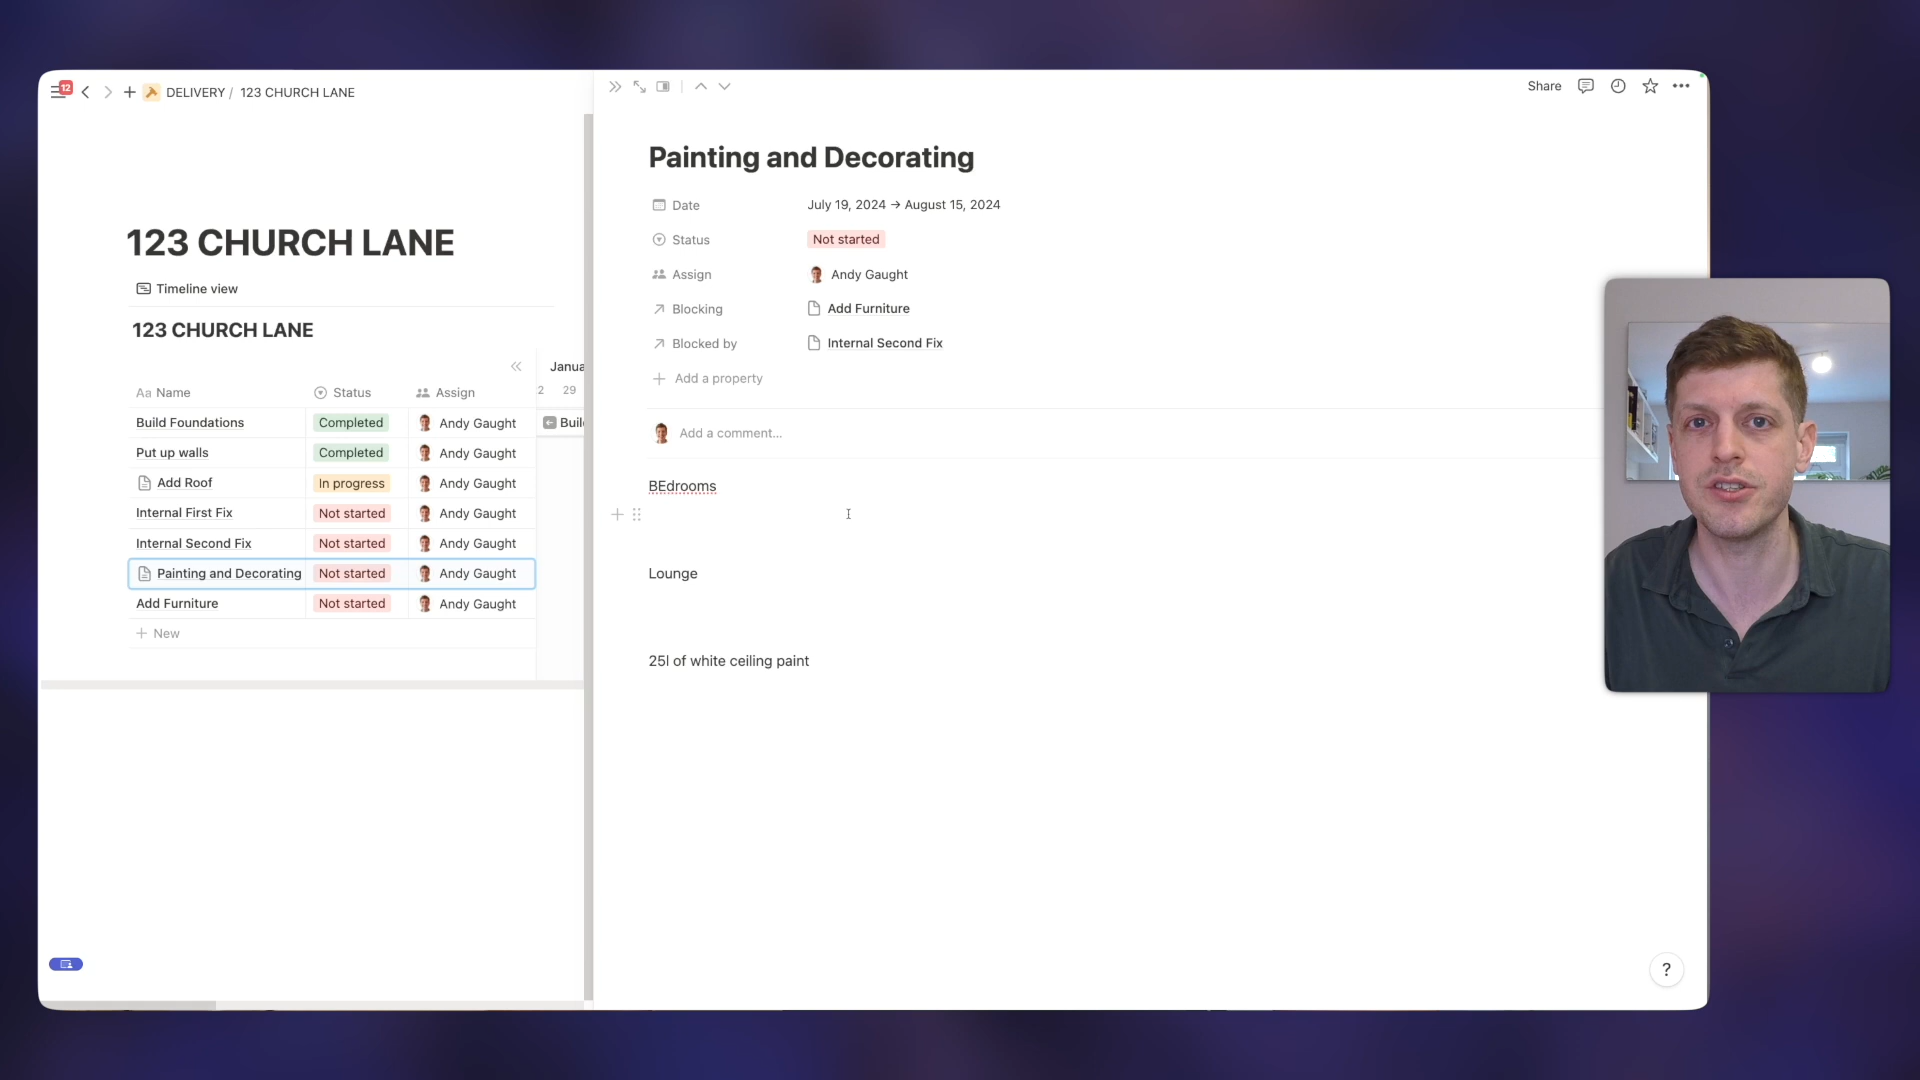 12
DELIVERY / 123 CHURCH LANE
123 CHURCH LANE
Timeline view
123 CHURCH LANE
Janua
2 29
Aa Name Status Assign
Build Foundations Completed Andy Gaught Buil
Put up walls Completed Andy Gaught
Add Roof In progress Andy Gaught
Internal First Fix Not started Andy Gaught
Internal Second Fix Not started Andy Gaught
Painting and Decorating Not started Andy Gaught
Add Furniture Not started Andy Gaught
+ New
Share
Painting and Decorating
Date July 19, 2024 → August 15, 2024
Status Not started
Assign Andy Gaught
Blocking Add Furniture
Blocked by Internal Second Fix
+ Add a property
Add a comment...
BEdrooms
Lounge
25l of white ceiling paint
?